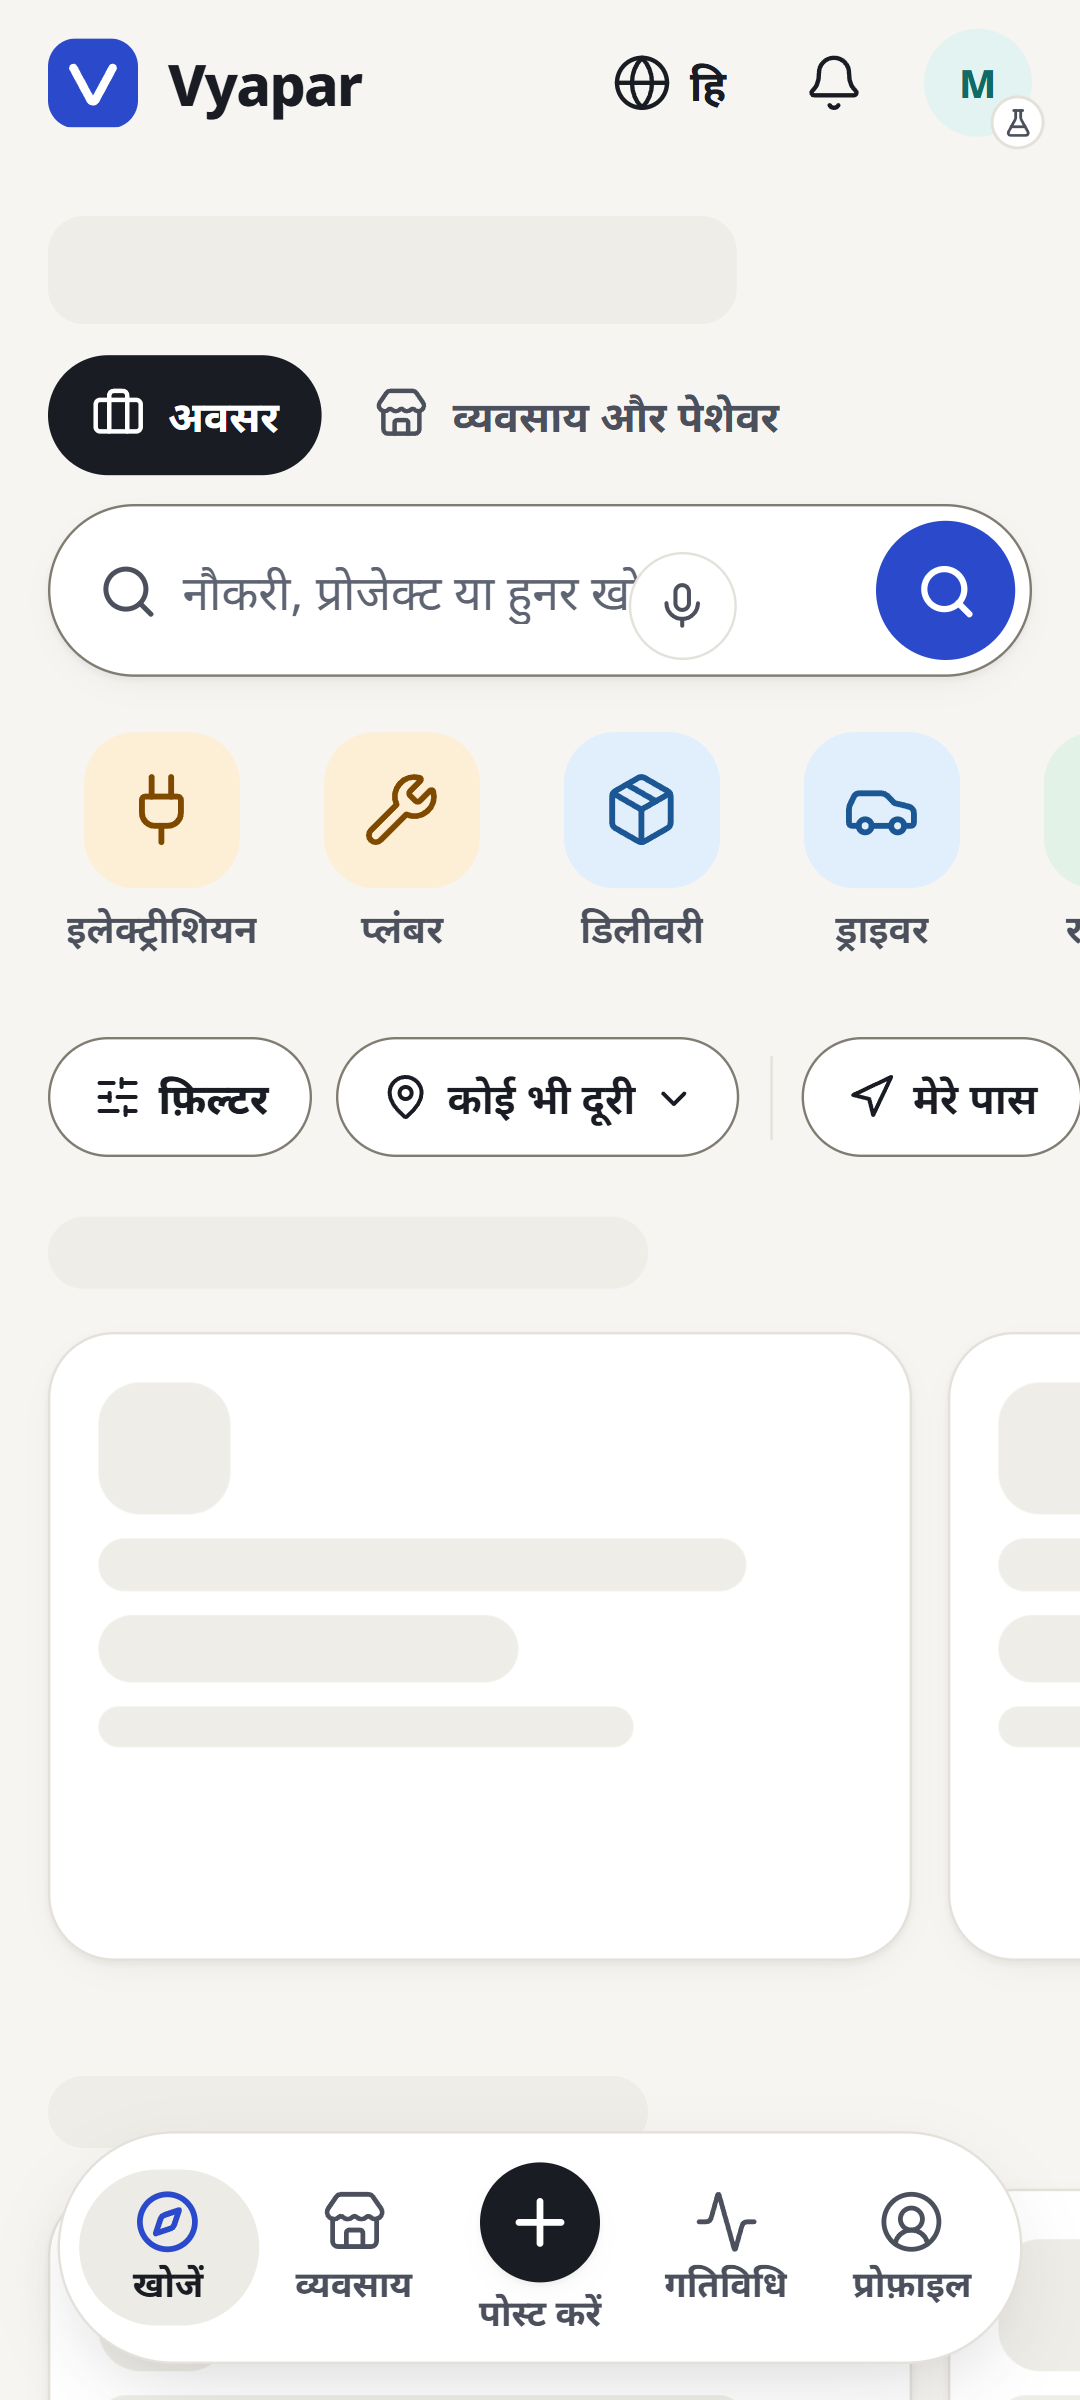 Vyapar
हि
M
अवसर
व्यवसाय और पेशेवर
नौकरी, प्रोजेक्ट या हुनर
इलेक्ट्रीशियन
प्लंबर
डिलीवरी
ड्राइवर
फ़िल्टर
कोई भी दूरी
मेरे पास
खोजें
व्यवसाय
पोस्ट करें
गतिविधि
प्रोफ़ाइल